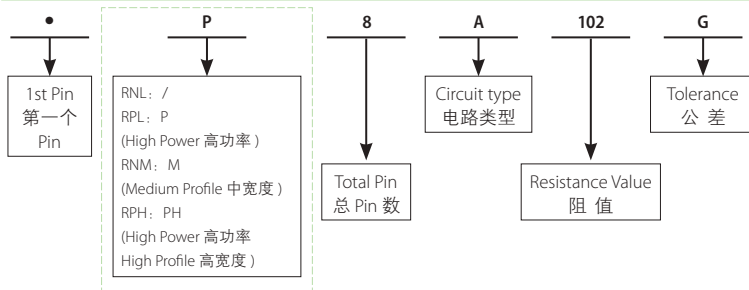 • P 8 A 102 G
1st Pin
第一个
Pin
RNL：/
RPL：P
(High Power 高功率 )
RNM：M
(Medium Profile 中宽度 )
RPH：PH
(High Power 高功率
High Profile 高宽度 )
Total Pin
总 Pin 数
Circuit type
电路类型
Resistance Value
阻 值
Tolerance
公 差